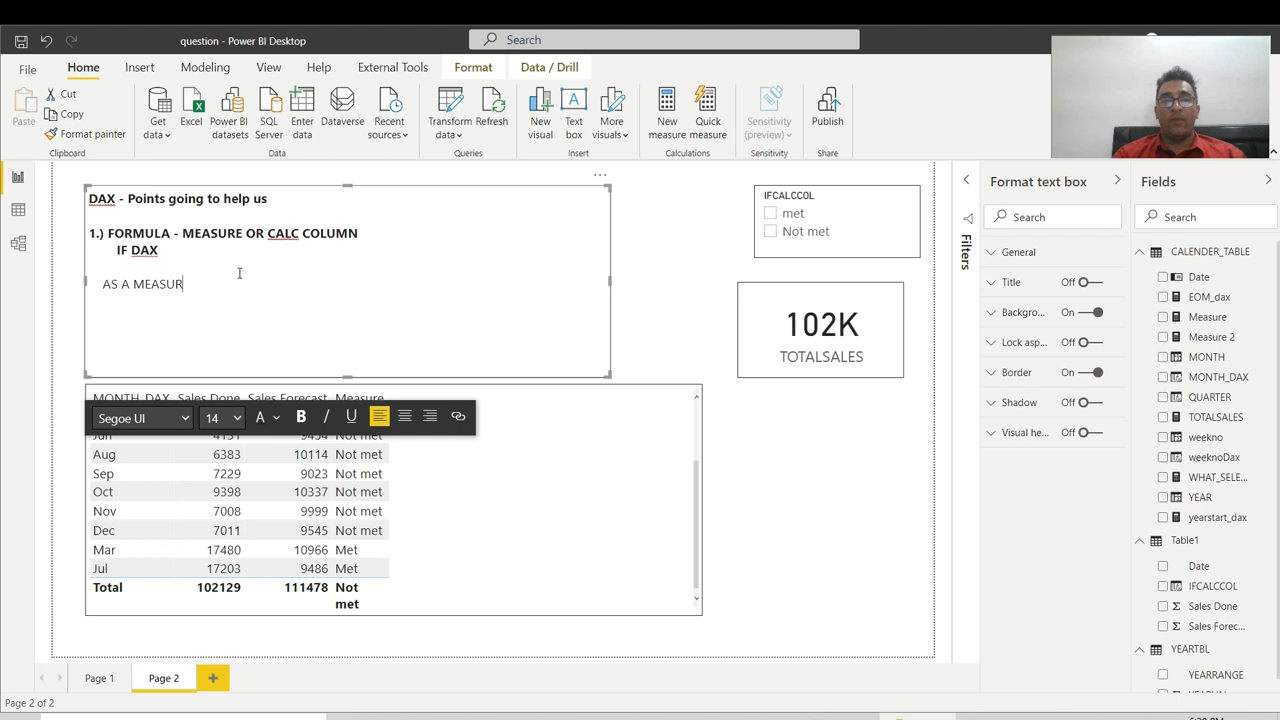 question - Power BI Desktop
Search
File
Home
Insert
Modeling
View
Help
External Tools
Format
Data / Drill
Paste
Cut
Copy
Format painter
Clipboard
Get data
Excel
Power BI datasets
SQL Server
Enter data
Dataverse
Recent sources
Data
Transform data
Refresh
Queries
New visual
Text box
More visuals
Insert
New measure
Quick measure
Calculations
Sensitivity (preview)
Sensitivity
Publish
Share
DAX - Points going to help us
1.) FORMULA - MEASURE OR CALC COLUMN
IF DAX
AS A MEASUR
Segoe UI
14
A
B
I
U
MONTH_DAX Sales Done Sales Forecast Measure
Aug 6383 10114 Not met
Sep 7229 9023 Not met
Oct 9398 10337 Not met
Nov 7008 9999 Not met
Dec 7011 9545 Not met
Mar 17480 10966 Met
Jul 17203 9486 Met
Total 102129 111478 Not met
IFCALCCOL
met
Not met
102K
TOTALSALES
Filters
Format text box
Search
General
Title Off
Backgro... On
Lock asp... Off
Border On
Shadow Off
Visual he... Off
Fields
Search
CALENDER_TABLE
Date
EOM_dax
Measure
Measure 2
MONTH
MONTH_DAX
QUARTER
TOTALSALES
weekno
weeknoDax
WHAT_SELE...
YEAR
yearstart_dax
Table1
Date
IFCALCCOL
Sales Done
Sales Forec...
YEARTBL
YEARRANGE
Page 1
Page 2
Page 2 of 2